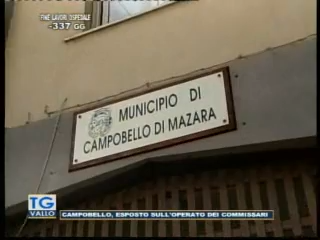 FINE LAVORI OSPEDALE
-337 GG
MUNICIPIO DI
CAMPOBELLO DI MAZARA
TG
VALLO
CAMPOBELLO, ESPOSTO SULL'OPERATO DEI COMMISSARI